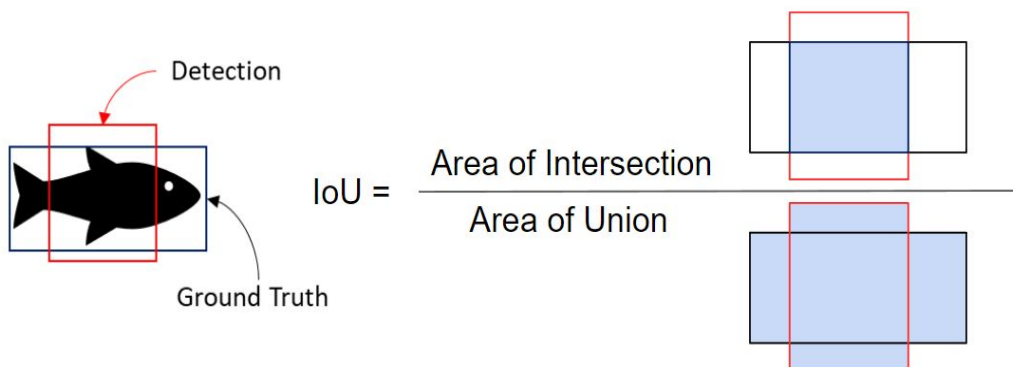 Detection
Area of Intersection
IoU =
Area of Union
Ground Truth